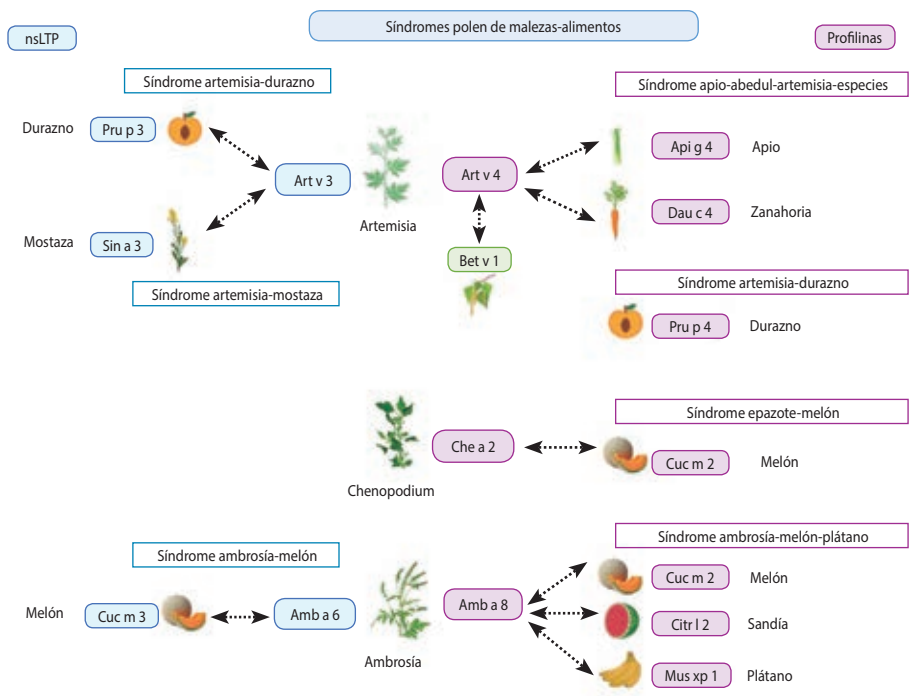 Síndromes polen de malezas-alimentos
nsLTP
Profilinas
Síndrome artemisia-durazno
Durazno
Pru p 3
Art v 3
Mostaza
Sin a 3
Síndrome artemisia-mostaza
Artemisia
Síndrome apio-abedul-artemisia-especies
Art v 4
Api g 4
Apio
Dau c 4
Zanahoria
Bet v 1
Síndrome artemisia-durazno
Pru p 4
Durazno
Síndrome epazote-melón
Chenopodium
Che a 2
Cuc m 2
Melón
Síndrome ambrosía-melón
Melón
Cuc m 3
Amb a 6
Ambrosía
Síndrome ambrosía-melón-plátano
Amb a 8
Cuc m 2
Melón
Citr l 2
Sandía
Mus xp 1
Plátano